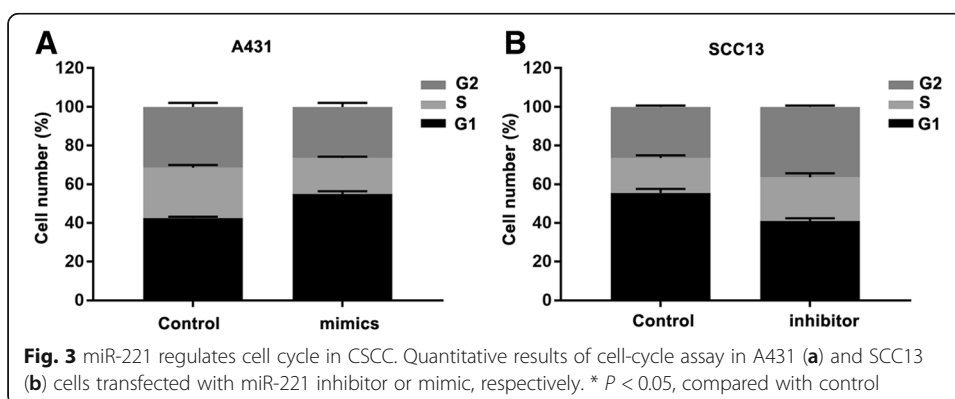 A
A431
120
100
80
60
40
20
0
Cell number (%)
Control
mimics
G2
S
G1
B
SCC13
120
100
80
60
40
20
0
Cell number (%)
Control
inhibitor
G2
S
G1
Fig. 3 miR-221 regulates cell cycle in CSCC. Quantitative results of cell-cycle assay in A431 (a) and SCC13
(b) cells transfected with miR-221 inhibitor or mimic, respectively. * P < 0.05, compared with control